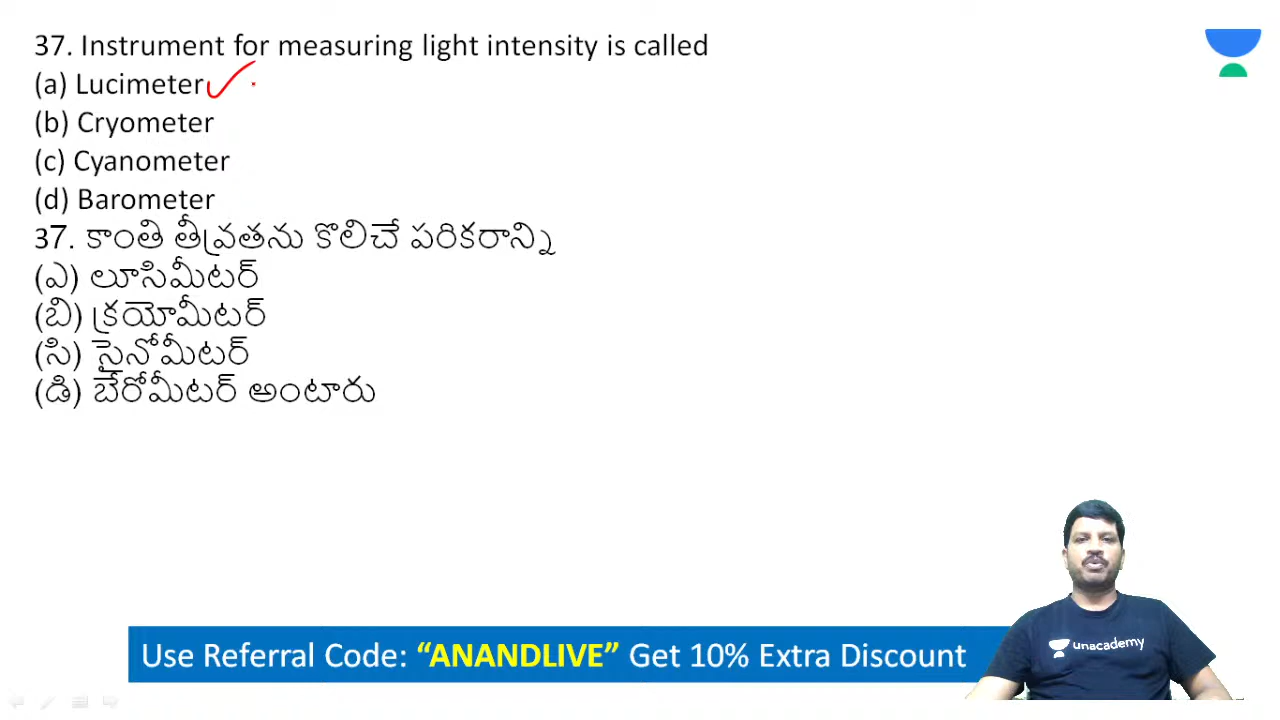 37. Instrument for measuring light intensity is called
(a) Lucimeter
(b) Cryometer
(c) Cyanometer
(d) Barometer
37. కాంతి తీవ్రతను కొలిచే పరికరాన్ని
(ఎ) లూసిమీటర్
(బి) క్రయోమీటర్
(సి) సైనోమీటర్
(డి) బేరోమీటర్ అంటారు
unacademy
Use Referral Code: “ANANDLIVE” Get 10% Extra Discount